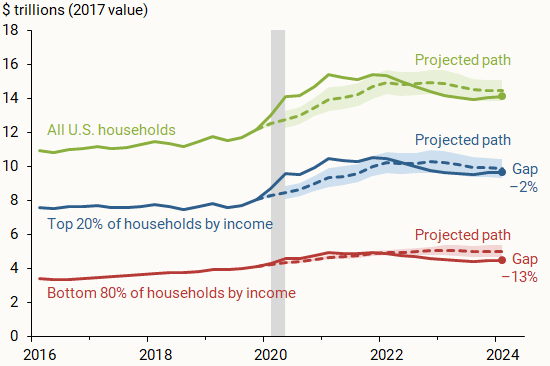 $ trillions (2017 value)
18
16
Projected path
14
All U.S. households
12
Projected path
10
Gap
−2%
8
Top 20% of households by income
6
Projected path
4
Gap
−13%
Bottom 80% of households by income
2
0
2016 2018 2020 2022 2024